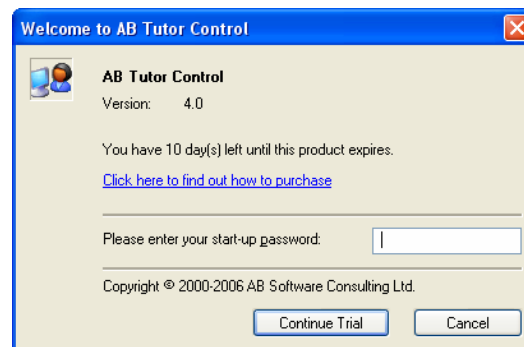 Welcome to AB Tutor Control
AB Tutor Control
Version: 4.0
You have 10 day(s) left until this product expires.
Click here to find out how to purchase
Please enter your start-up password:
Copyright © 2000-2006 AB Software Consulting Ltd.
Continue Trial Cancel